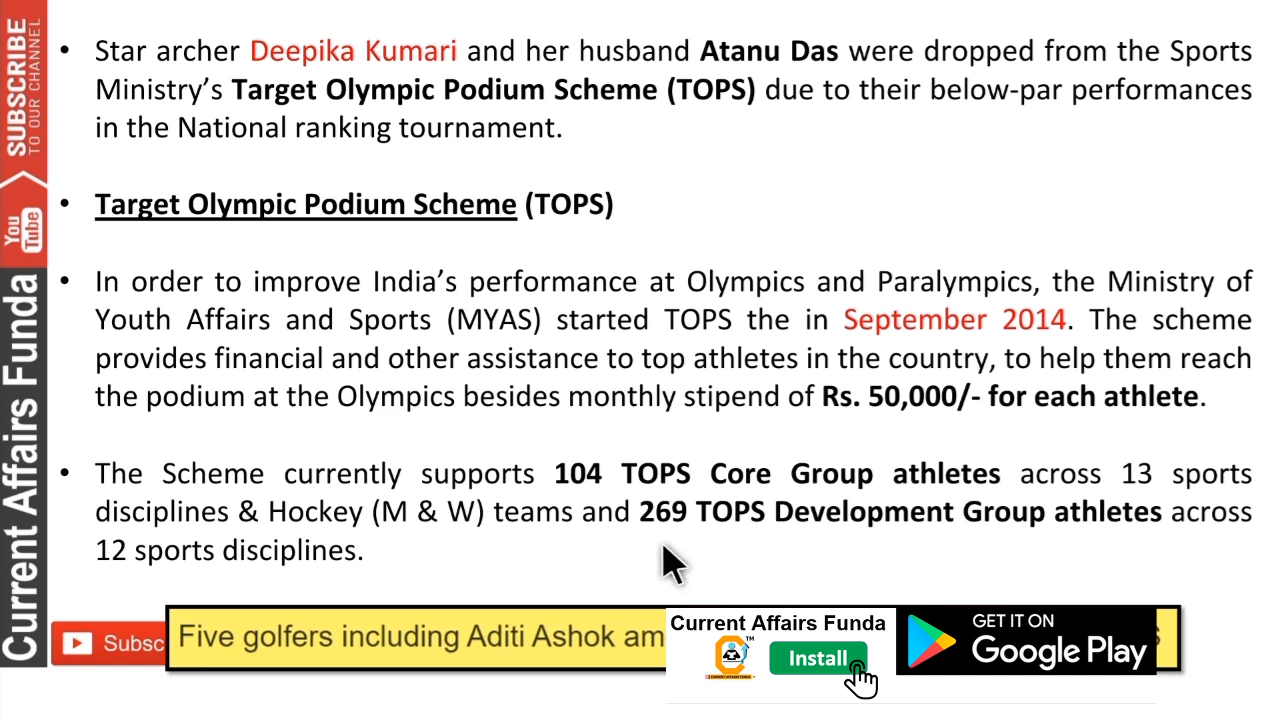 SUBSCRIBE
TO OUR CHANNEL
You
Tube
Current Affairs Funda
• Star archer Deepika Kumari and her husband Atanu Das were dropped from the Sports
Ministry’s Target Olympic Podium Scheme (TOPS) due to their below-par performances
in the National ranking tournament.
• Target Olympic Podium Scheme (TOPS)
• In order to improve India’s performance at Olympics and Paralympics, the Ministry of
Youth Affairs and Sports (MYAS) started TOPS the in September 2014. The scheme
provides financial and other assistance to top athletes in the country, to help them reach
the podium at the Olympics besides monthly stipend of Rs. 50,000/- for each athlete.
• The Scheme currently supports 104 TOPS Core Group athletes across 13 sports
disciplines & Hockey (M & W) teams and 269 TOPS Development Group athletes across
12 sports disciplines.
Subsc
Five golfers including Aditi Ashok am
Current Affairs Funda
TM
CURRENT AFFAIRS FUNDA
Install
GET IT ON
Google Play
s